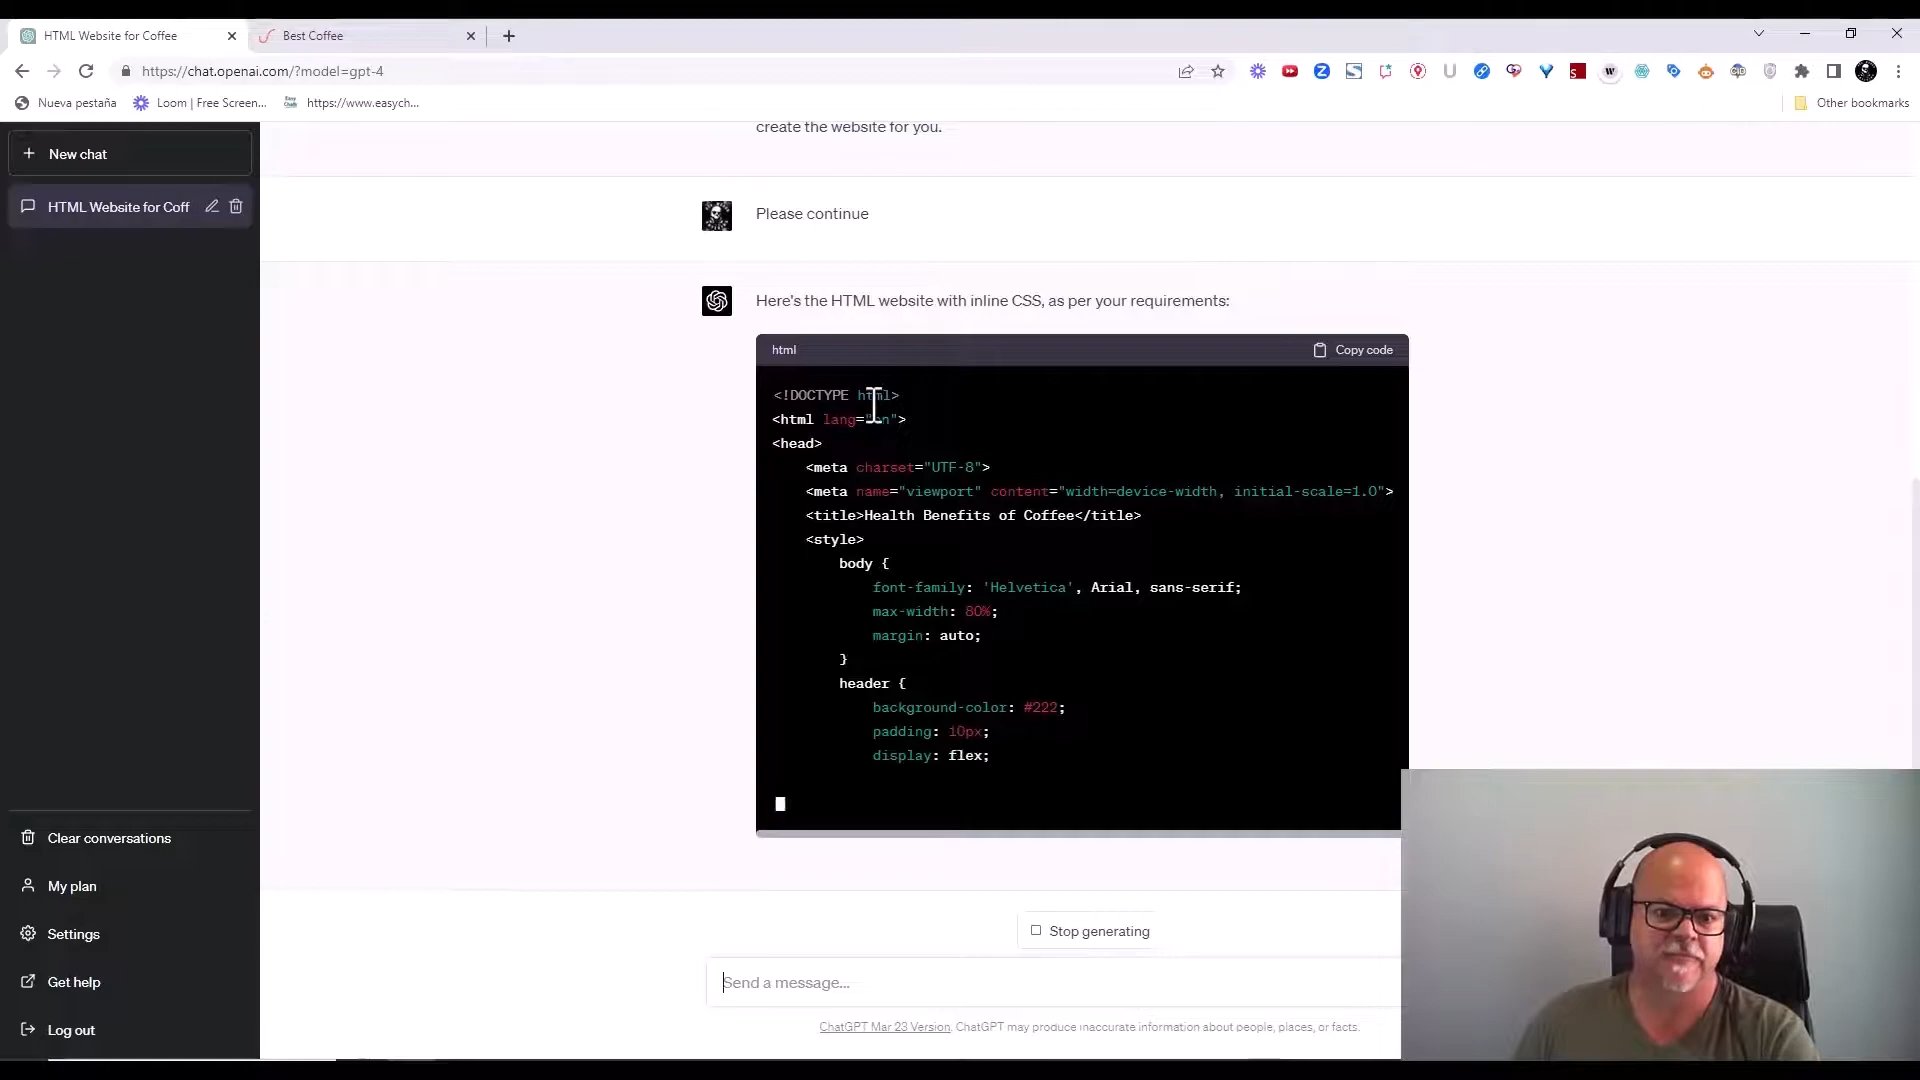 HTML Website for Coffee
Best Coffee
https://chat.openai.com/?model=gpt-4
Nueva pestaña
Loom | Free Screen...
https://www.easych...
Other bookmarks
New chat
HTML Website for Coff
create the website for you.
Please continue
Here's the HTML website with inline CSS, as per your requirements:
html
Copy code
<!DOCTYPE html>
<html lang="en">
<head>
<meta charset="UTF-8">
<meta name="viewport" content="width=device-width, initial-scale=1.0">
<title>Health Benefits of Coffee</title>
<style>
body {
font-family: 'Helvetica', Arial, sans-serif;
max-width: 80%;
margin: auto;
}
header {
background-color: #222;
padding: 10px;
display: flex;
Clear conversations
My plan
Settings
Get help
Log out
Stop generating
Send a message...
ChatGPT Mar 23 Version. ChatGPT may produce inaccurate information about people, places, or facts.